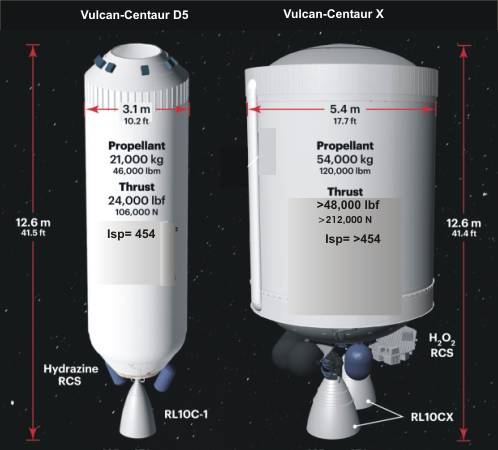 Vulcan-Centaur D5
Vulcan-Centaur X
3.1 m
10.2 ft
Propellant
21,000 kg
46,000 lbm
Thrust
24,000 lbf
106,000 N
Isp= 454
12.6 m
41.5 ft
Hydrazine
RCS
RL10C-1
5.4 m
17.7 ft
Propellant
54,000 kg
120,000 lbm
Thrust
>48,000 lbf
>212,000 N
Isp= >454
12.6 m
41.4 ft
H₂O₂
RCS
RL10CX